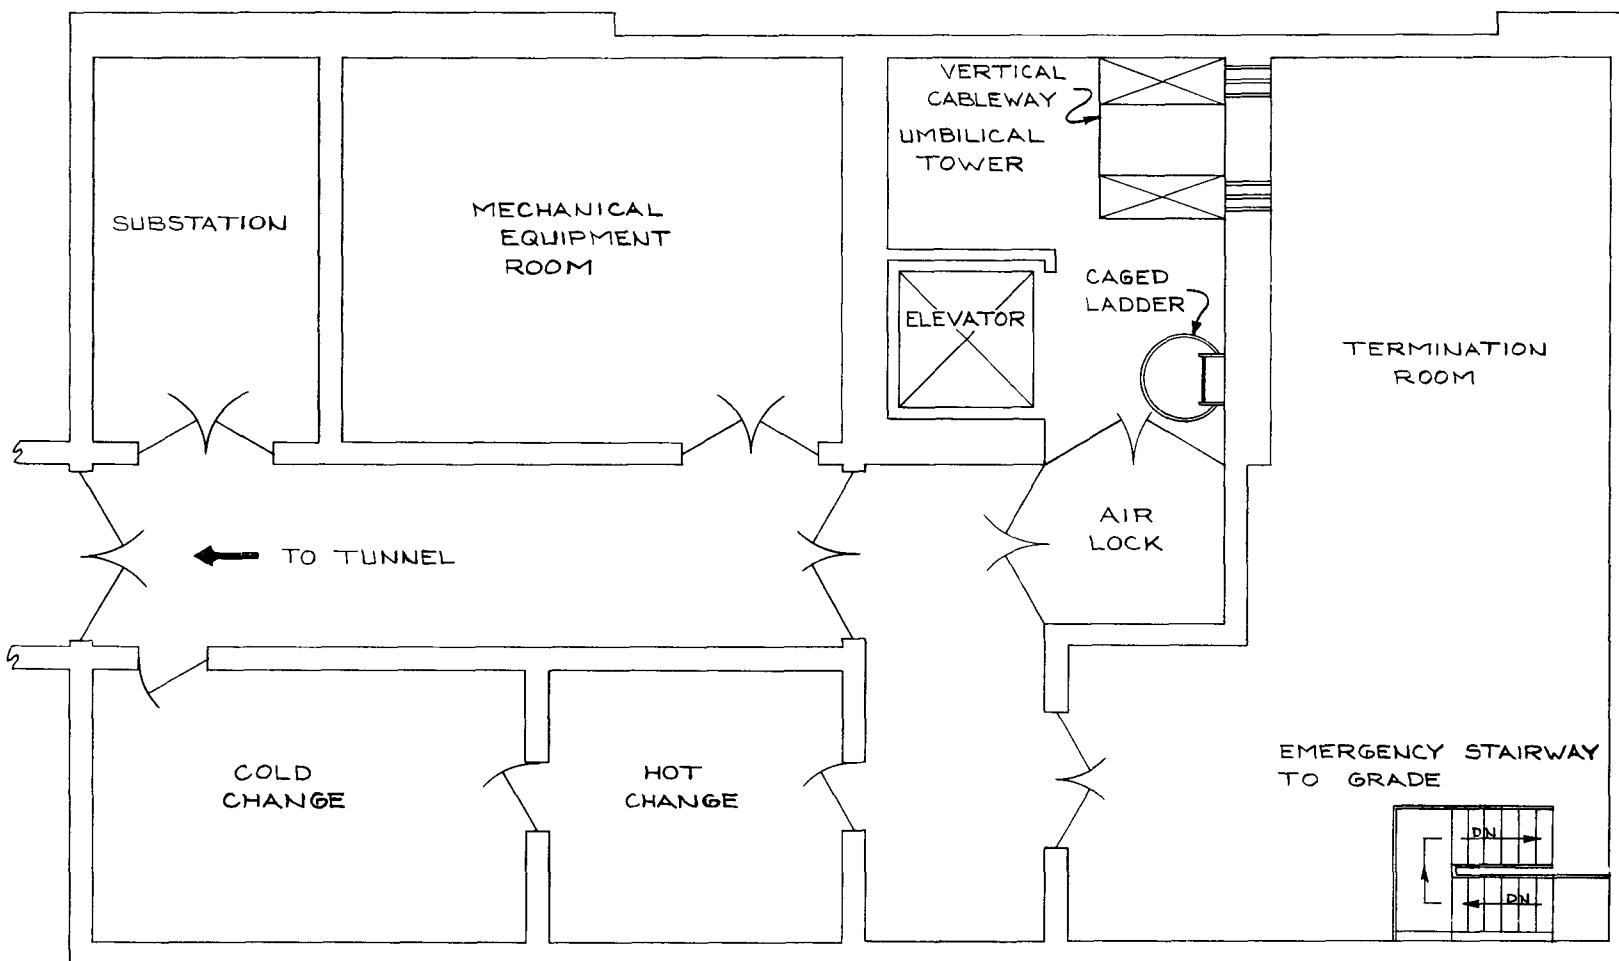 VERTICAL
CABLEWAY
UMBILICAL
TOWER
SUBSTATION
MECHANICAL
EQUIPMENT
ROOM
CAGED
LADDER
ELEVATOR
TERMINATION
ROOM
AIR
LOCK
TO TUNNEL
EMERGENCY STAIRWAY
TO GRADE
COLD
CHANGE
HOT
CHANGE
DN
DN